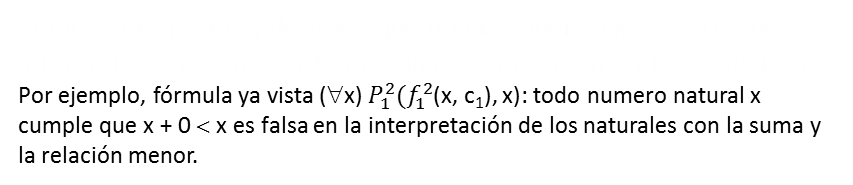 Por ejemplo, fórmula ya vista (∀x) 𝑃₁²(𝑓₁²(x, c₁), x): todo numero natural x
cumple que x + 0 < x es falsa en la interpretación de los naturales con la suma y
la relación menor.